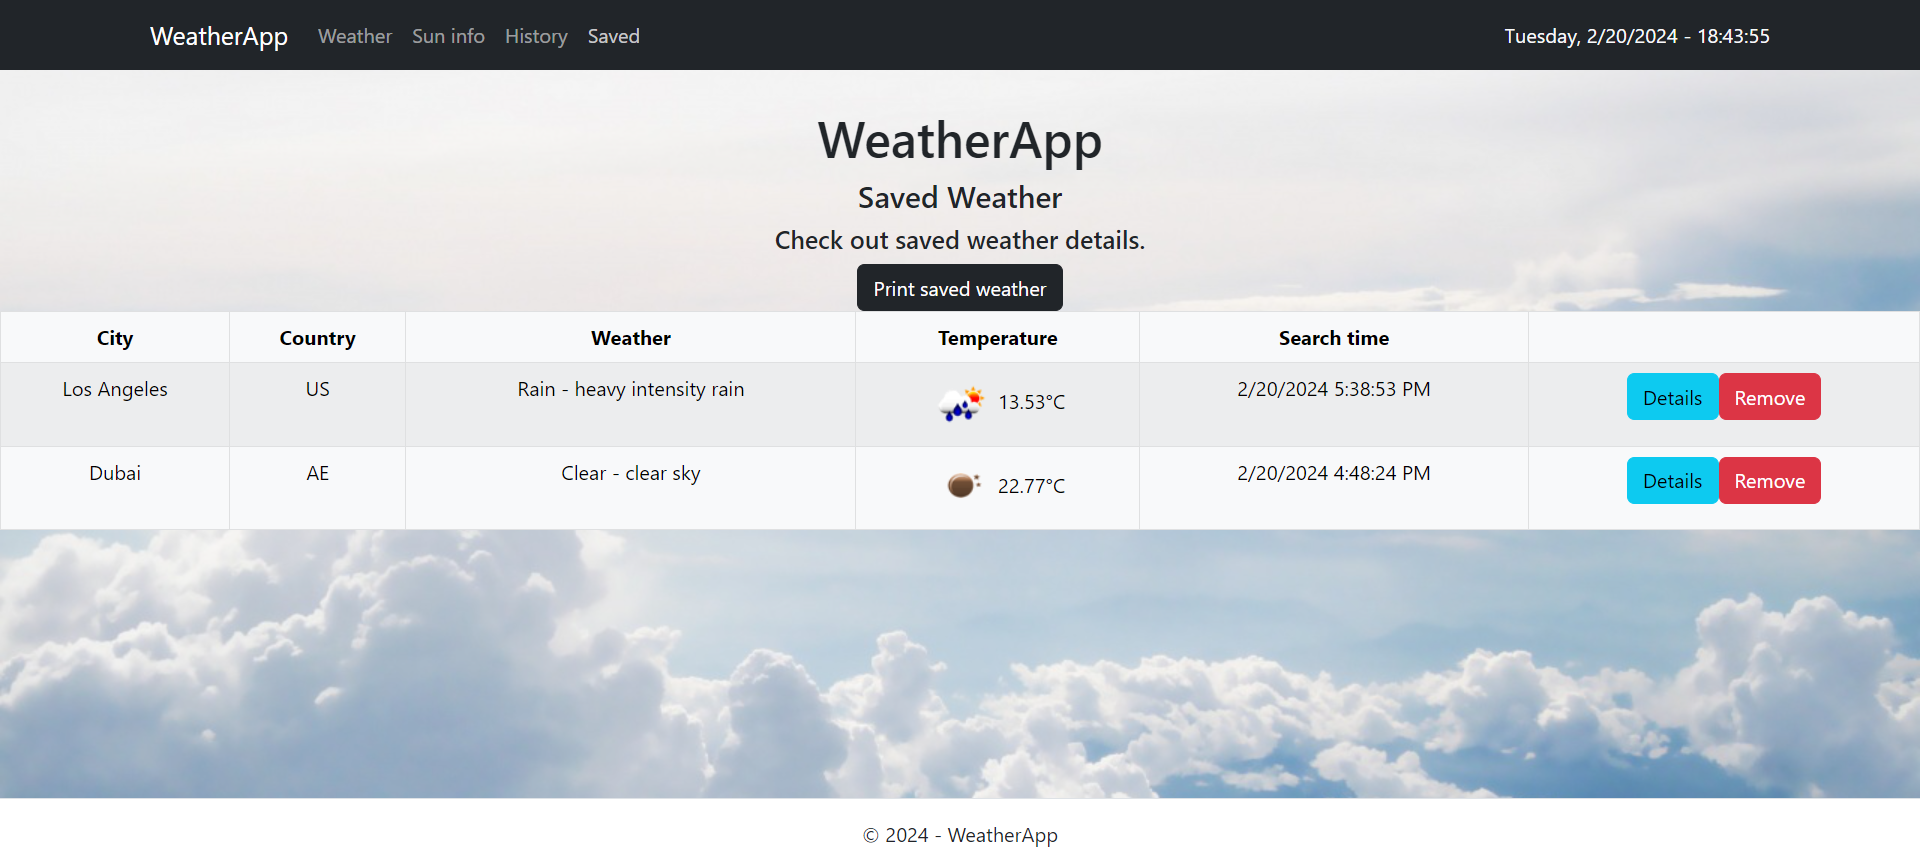 WeatherApp Weather Sun info History Saved Tuesday, 2/20/2024 - 18:43:55
WeatherApp
Saved Weather
Check out saved weather details.
Print saved weather
City Country Weather Temperature Search time
Los Angeles US Rain - heavy intensity rain 13.53°C 2/20/2024 5:38:53 PM Details Remove
Dubai AE Clear - clear sky 22.77°C 2/20/2024 4:48:24 PM Details Remove
© 2024 - WeatherApp